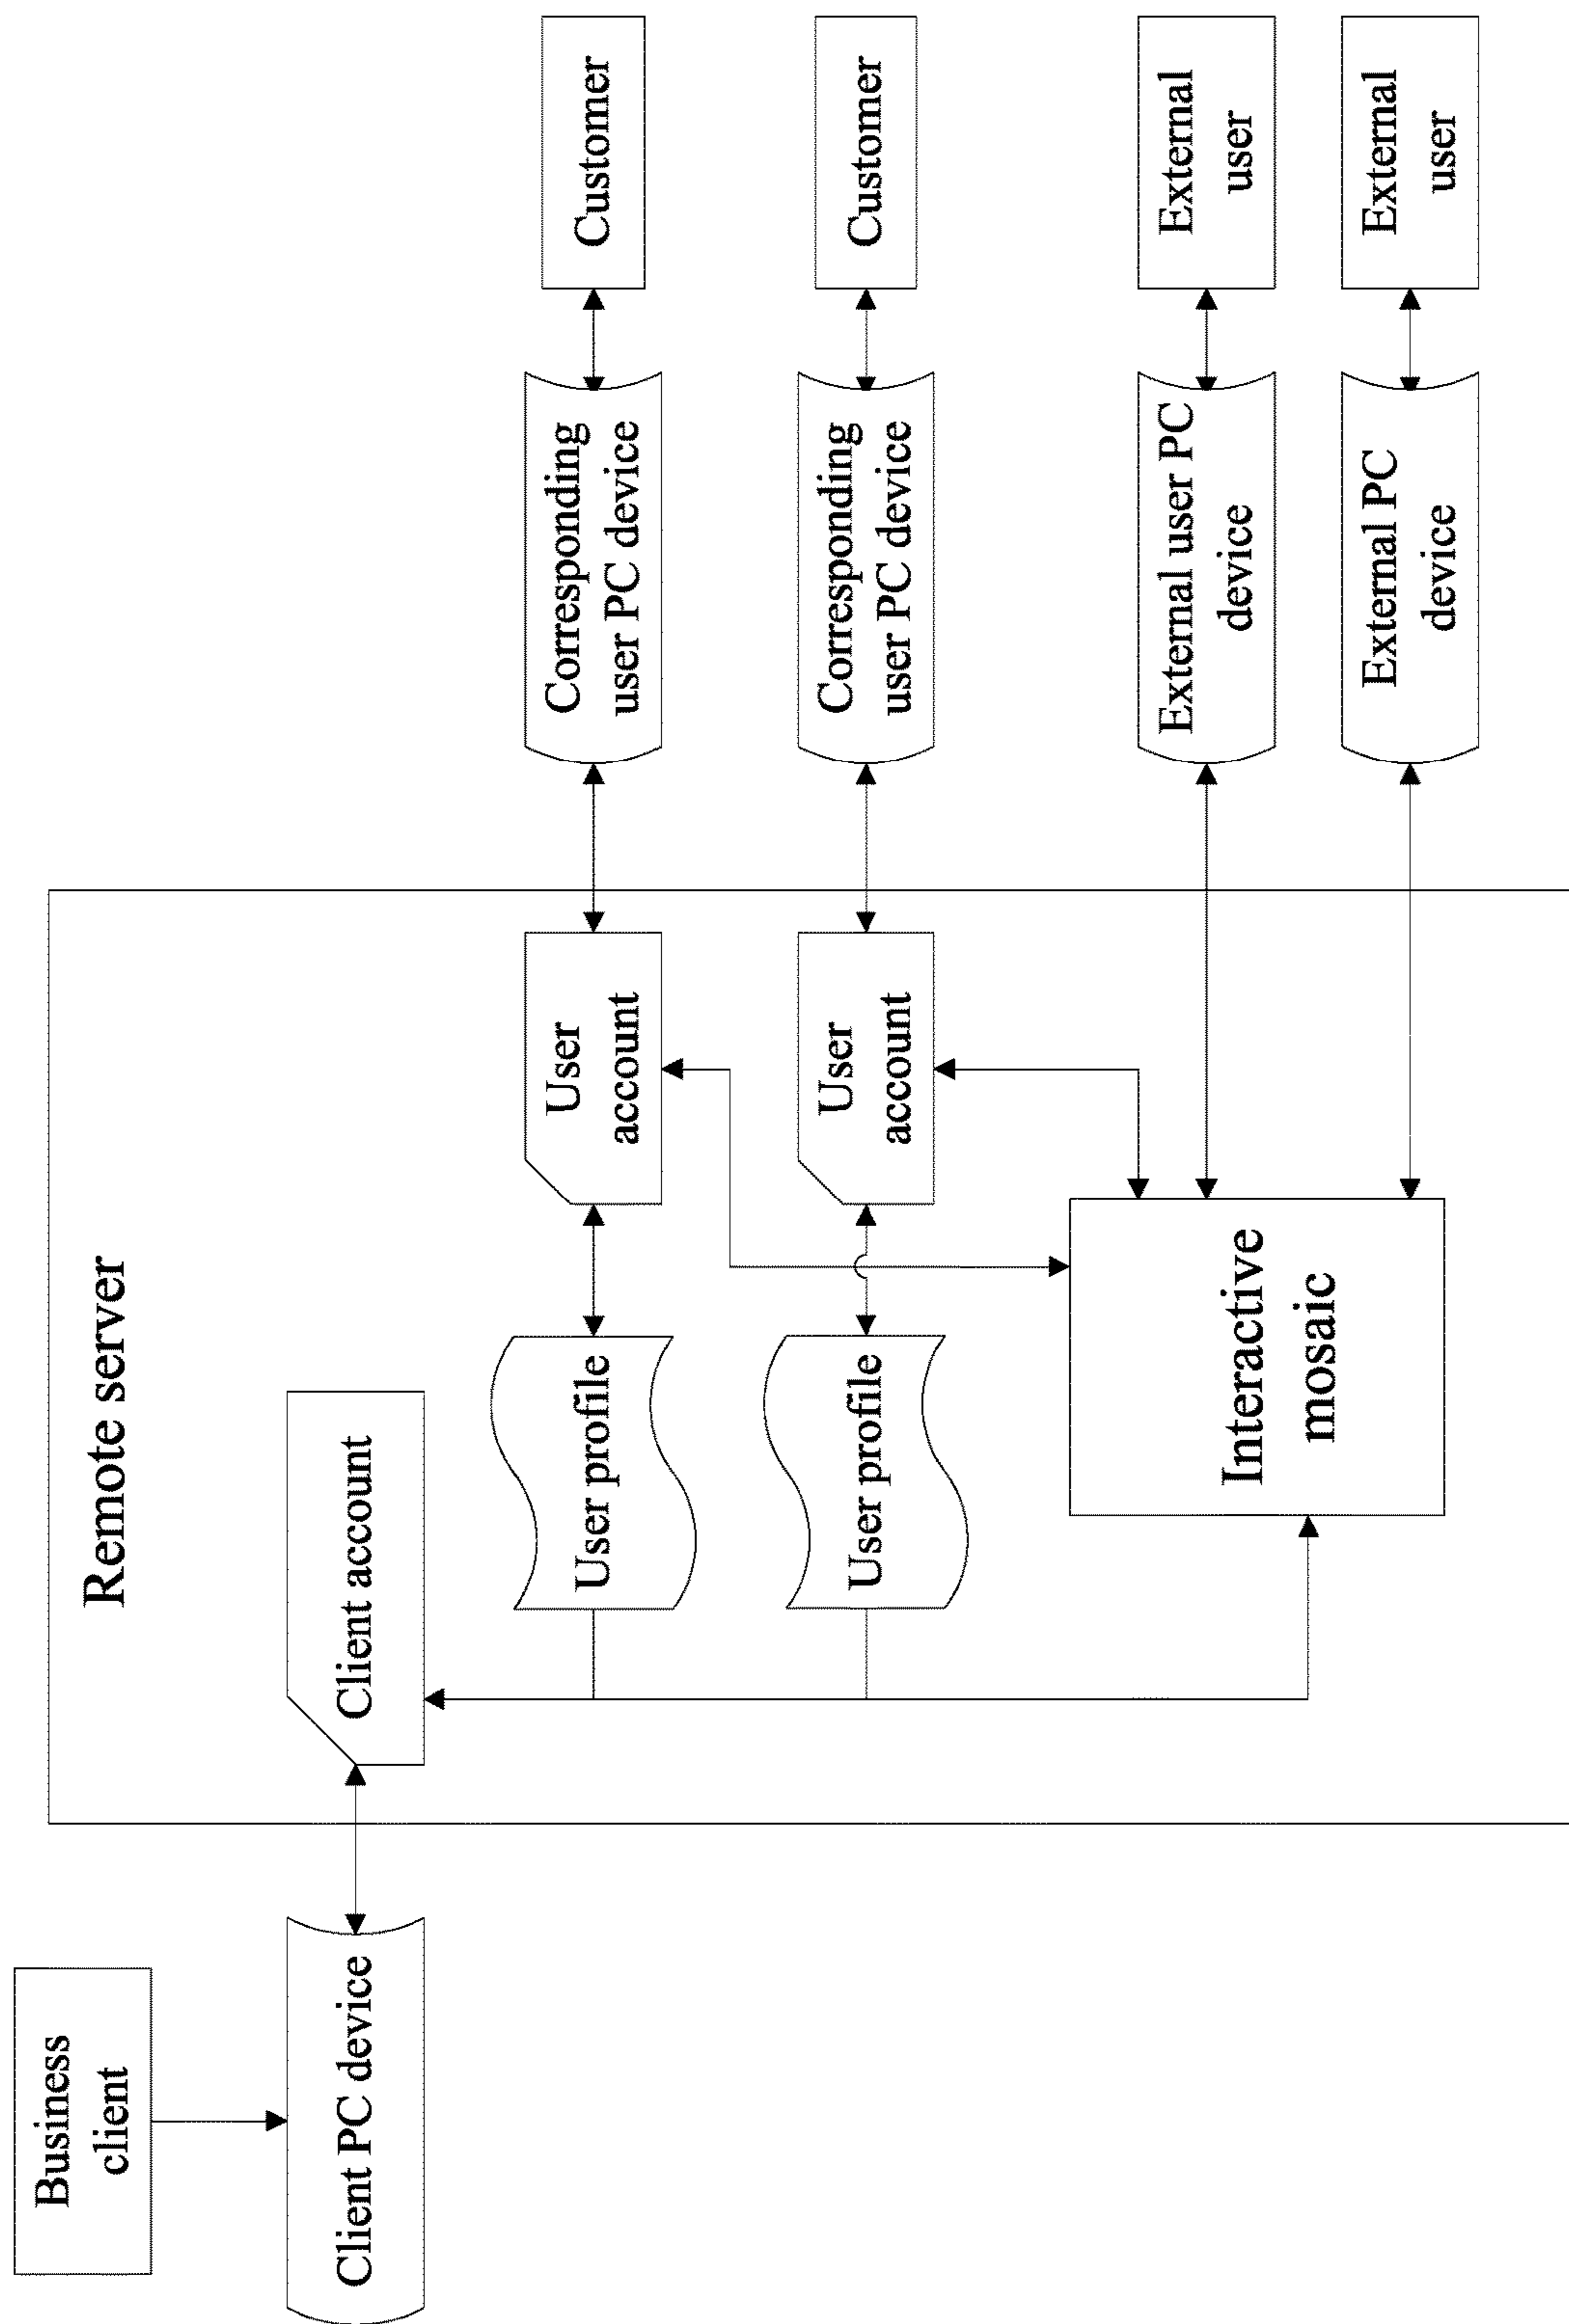 Business
client
Client PC device
Remote server
Client account
User profile
User
account
Corresponding
user PC device
Customer
User profile
User
account
Corresponding
user PC device
Customer
Interactive
mosaic
External user PC
device
External
user
External PC
device
External
user